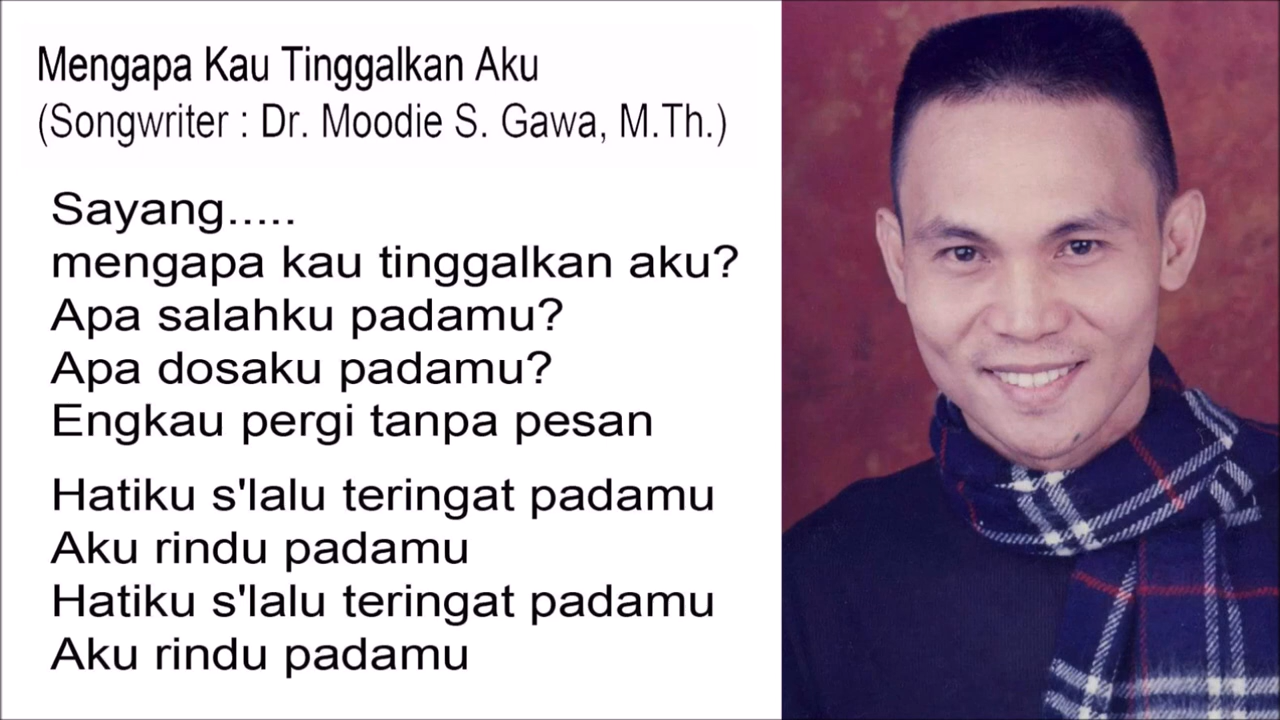 Mengapa Kau Tinggalkan Aku
(Songwriter : Dr. Moodie S. Gawa, M.Th.)
Sayang.....
mengapa kau tinggalkan aku?
Apa salahku padamu?
Apa dosaku padamu?
Engkau pergi tanpa pesan
Hatiku s'lalu teringat padamu
Aku rindu padamu
Hatiku s'lalu teringat padamu
Aku rindu padamu